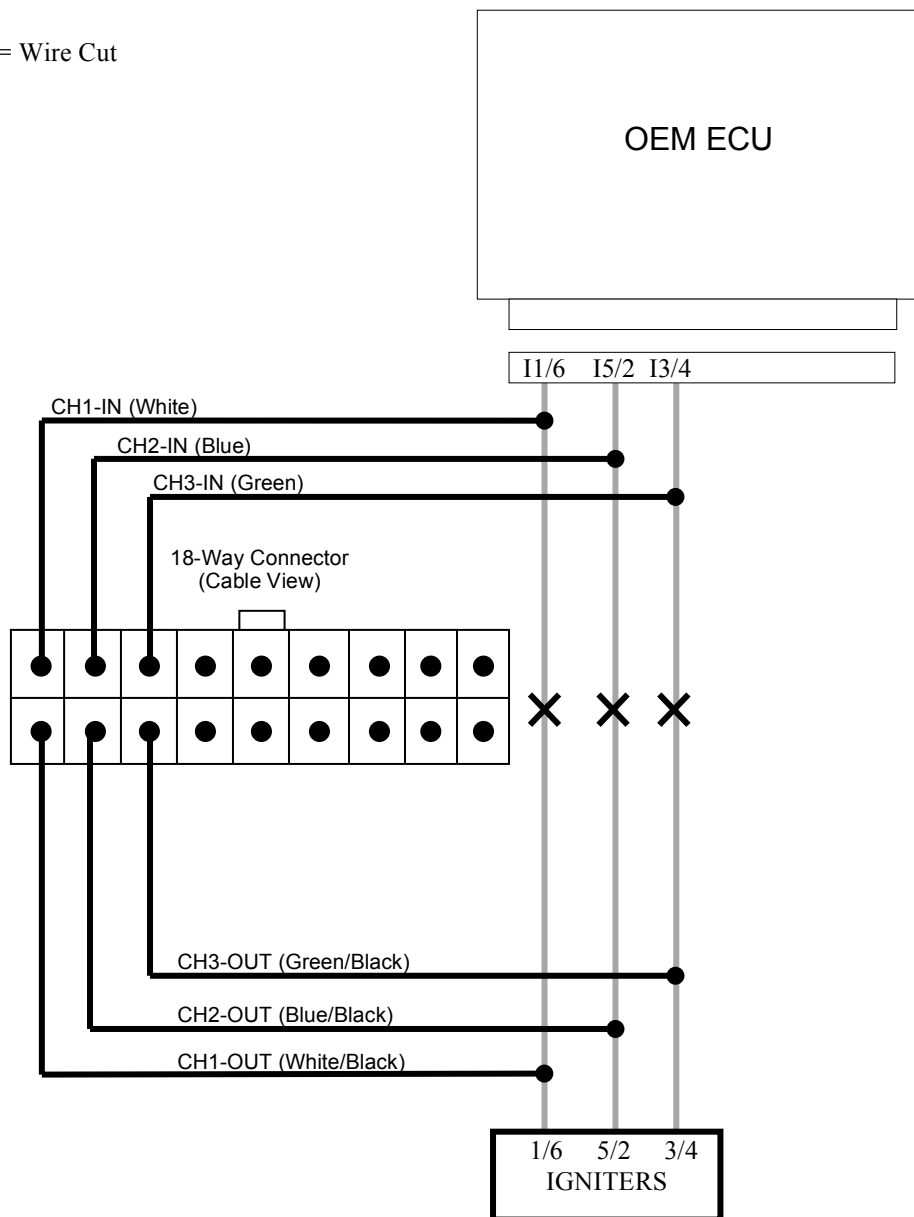 = Wire Cut
OEM ECU
I1/6 I5/2 I3/4
CH1-IN (White)
CH2-IN (Blue)
CH3-IN (Green)
18-Way Connector
(Cable View)
CH3-OUT (Green/Black)
CH2-OUT (Blue/Black)
CH1-OUT (White/Black)
1/6 5/2 3/4
IGNITERS